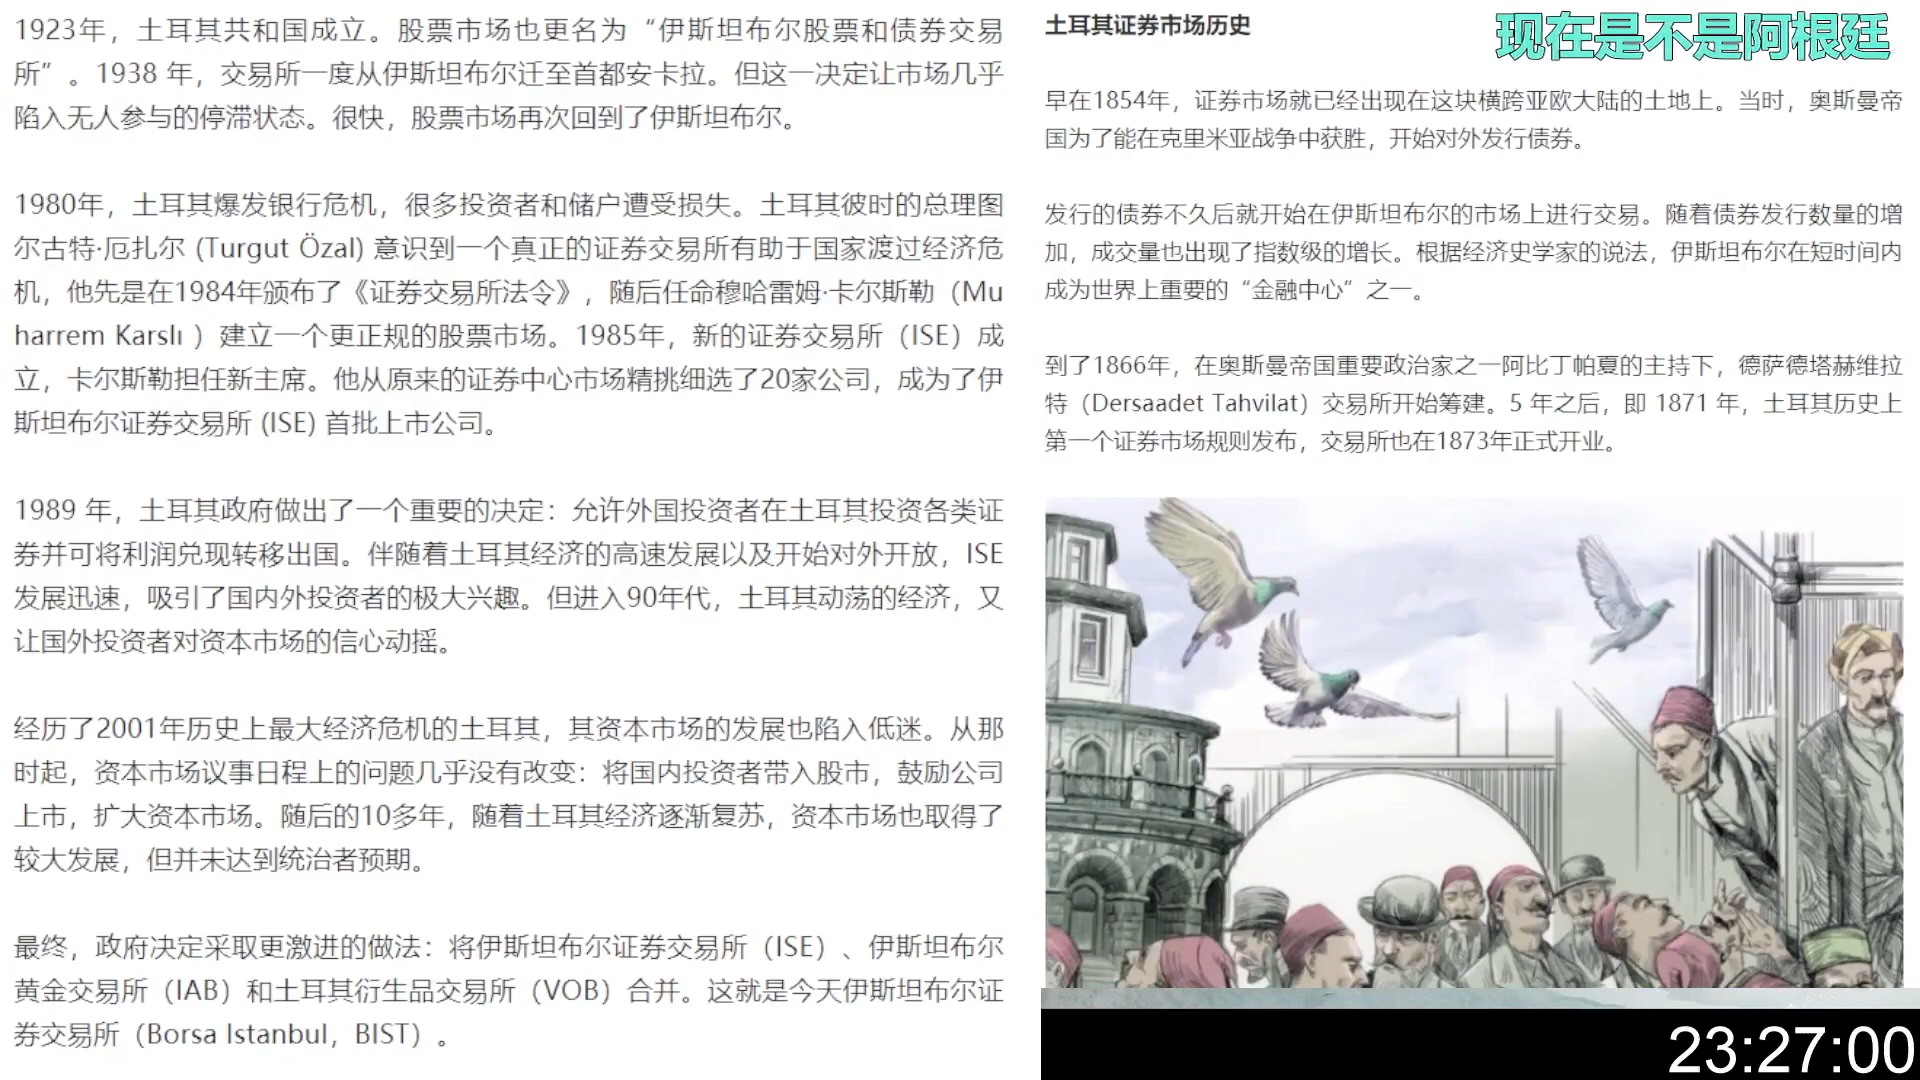 1923年，土耳其共和国成立。股票市场也更名为“伊斯坦布尔股票和债券交易
所”。1938 年，交易所一度从伊斯坦布尔迁至首都安卡拉。但这一决定让市场几乎
陷入无人参与的停滞状态。很快，股票市场再次回到了伊斯坦布尔。
1980年，土耳其爆发银行危机，很多投资者和储户遭受损失。土耳其彼时的总理图
尔古特·厄扎尔 (Turgut Özal) 意识到一个真正的证券交易所有助于国家渡过经济危
机，他先是在1984年颁布了《证券交易所法令》，随后任命穆哈雷姆·卡尔斯勒（Mu
harrem Karslı ）建立一个更正规的股票市场。1985年，新的证券交易所（ISE）成
立，卡尔斯勒担任新主席。他从原来的证券中心市场精挑细选了20家公司，成为了伊
斯坦布尔证券交易所 (ISE) 首批上市公司。
1989 年，土耳其政府做出了一个重要的决定：允许外国投资者在土耳其投资各类证
券并可将利润兑现转移出国。伴随着土耳其经济的高速发展以及开始对外开放，ISE
发展迅速，吸引了国内外投资者的极大兴趣。但进入90年代，土耳其动荡的经济，又
让国外投资者对资本市场的信心动摇。
经历了2001年历史上最大经济危机的土耳其，其资本市场的发展也陷入低迷。从那
时起，资本市场议事日程上的问题几乎没有改变：将国内投资者带入股市，鼓励公司
上市，扩大资本市场。随后的10多年，随着土耳其经济逐渐复苏，资本市场也取得了
较大发展，但并未达到统治者预期。
最终，政府决定采取更激进的做法：将伊斯坦布尔证券交易所（ISE）、伊斯坦布尔
黄金交易所（IAB）和土耳其衍生品交易所（VOB）合并。这就是今天伊斯坦布尔证
券交易所（Borsa Istanbul，BIST）。
土耳其证券市场历史
现在是不是阿根廷
早在1854年，证券市场就已经出现在这块横跨亚欧大陆的土地上。当时，奥斯曼帝
国为了能在克里米亚战争中获胜，开始对外发行债券。
发行的债券不久后就开始在伊斯坦布尔的市场上进行交易。随着债券发行数量的增
加，成交量也出现了指数级的增长。根据经济史学家的说法，伊斯坦布尔在短时间内
成为世界上重要的“金融中心”之一。
到了1866年，在奥斯曼帝国重要政治家之一阿比丁帕夏的主持下，德萨德塔赫维拉
特（Dersaadet Tahvilat）交易所开始筹建。5 年之后，即 1871 年，土耳其历史上
第一个证券市场规则发布，交易所也在1873年正式开业。
23:27:00